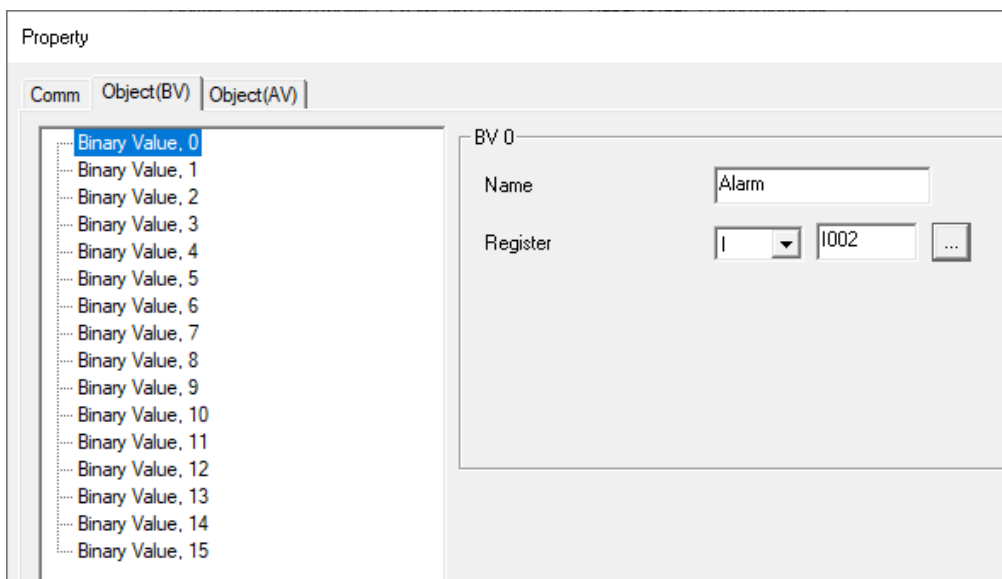 Property
Comm Object(BV) Object(AV)
Binary Value, 0
Binary Value, 1
Binary Value, 2
Binary Value, 3
Binary Value, 4
Binary Value, 5
Binary Value, 6
Binary Value, 7
Binary Value, 8
Binary Value, 9
Binary Value, 10
Binary Value, 11
Binary Value, 12
Binary Value, 13
Binary Value, 14
Binary Value, 15
BV 0
Name Alarm
Register I I002 ...